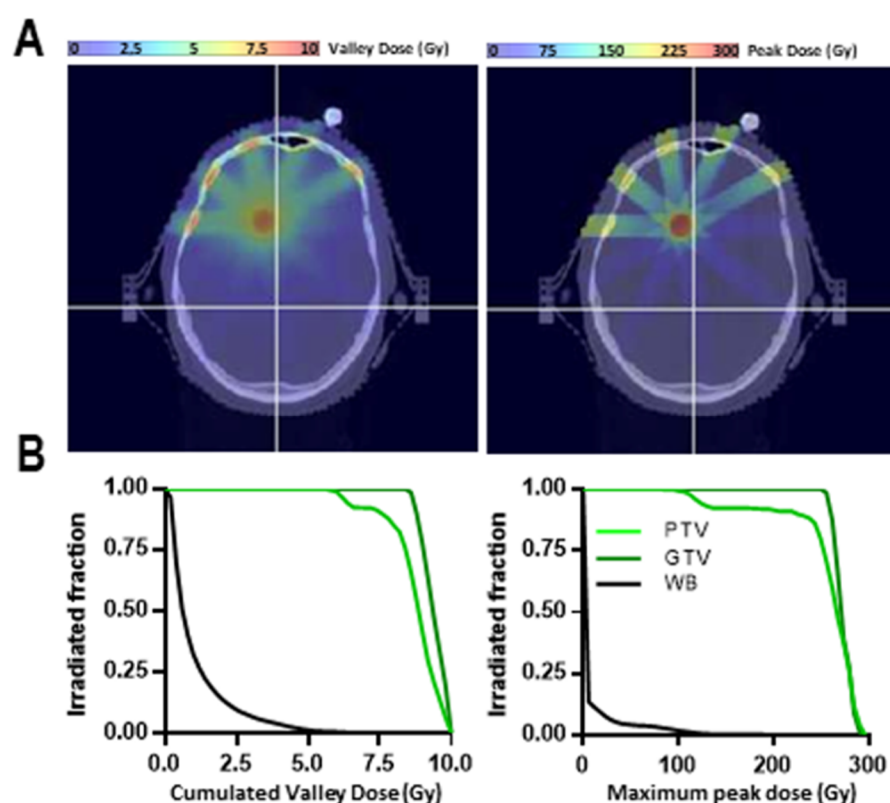 A
0 2.5 5 7.5 10 Valley Dose (Gy)
0 75 150 225 300 Peak Dose (Gy)
B
1.00
0.75
0.50
0.25
0.00
Irradiated fraction
0.0 2.5 5.0 7.5 10.0
Cumulated Valley Dose (Gy)
1.00
0.75
0.50
0.25
0.00
Irradiated fraction
PTV
GTV
WB
0 100 200 300
Maximum peak dose (Gy)